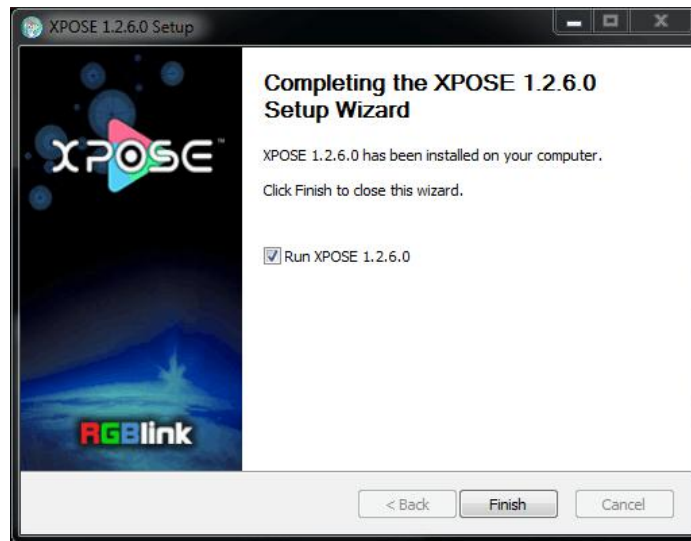 XPOSE 1.2.6.0 Setup
XPOSE™
Completing the XPOSE 1.2.6.0
Setup Wizard
XPOSE 1.2.6.0 has been installed on your computer.
Click Finish to close this wizard.
Run XPOSE 1.2.6.0
RGBlink
< Back Finish Cancel